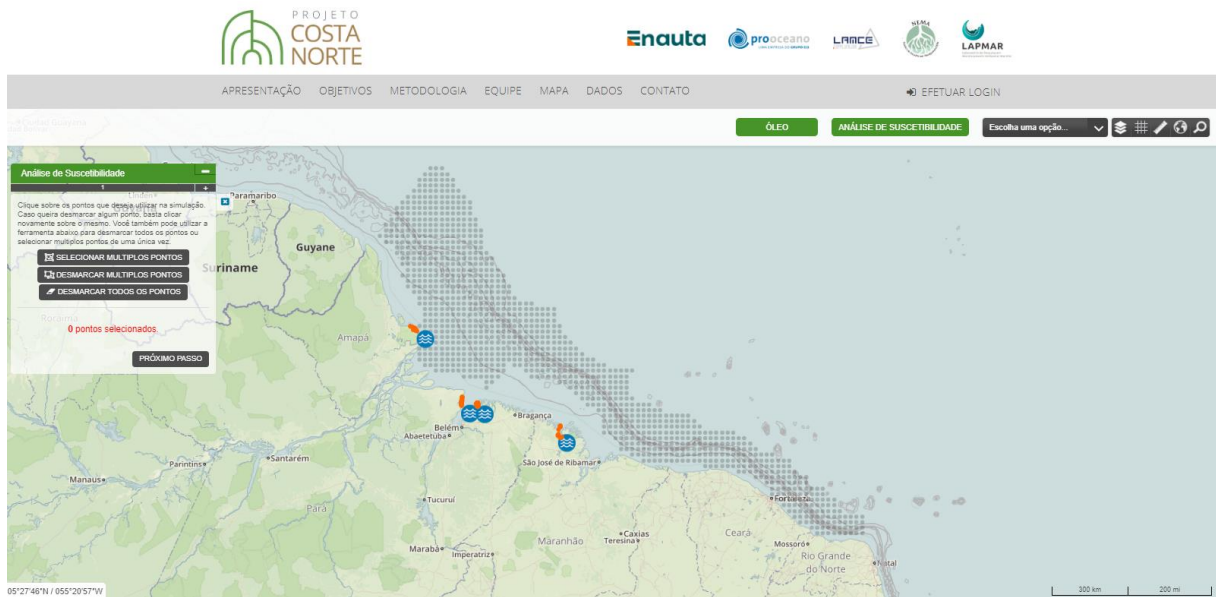 PROJETO
COSTA
NORTE
Enauta
prooceano
LAMCE
NEMA
LAPMAR
APRESENTAÇÃO OBJETIVOS METODOLOGIA EQUIPE MAPA DADOS CONTATO
EFETUAR LOGIN
ÓLEO
ANÁLISE DE SUSCETIBILIDADE
Escolha uma opção...
Análise de Suscetibilidade
1
Clique sobre os pontos que deseja utilizar na simulação.
Caso queira desmarcar algum ponto, basta clicar
novamente sobre o mesmo. Você também pode utilizar a
ferramenta abaixo para desmarcar todos os pontos ou
selecionar multiplos pontos de uma única vez.
SELECIONAR MULTIPLOS PONTOS
DESMARCAR MULTIPLOS PONTOS
DESMARCAR TODOS OS PONTOS
0 pontos selecionados.
PRÓXIMO PASSO
Paramaribo
Guyane
Suriname
Roraima
Amapá
Bragança
Belém
Abaetetuba
São José de Ribamar
Parintins
Santarém
Manaus
Tucuruí
Fortaleza
Pará
Caxias
Teresina
Ceará
Maranhão
Marabá
Imperatriz
Mossoró
Rio Grande
do Norte
Natal
05°27'46"N / 055°20'57"W
300 km
200 mi